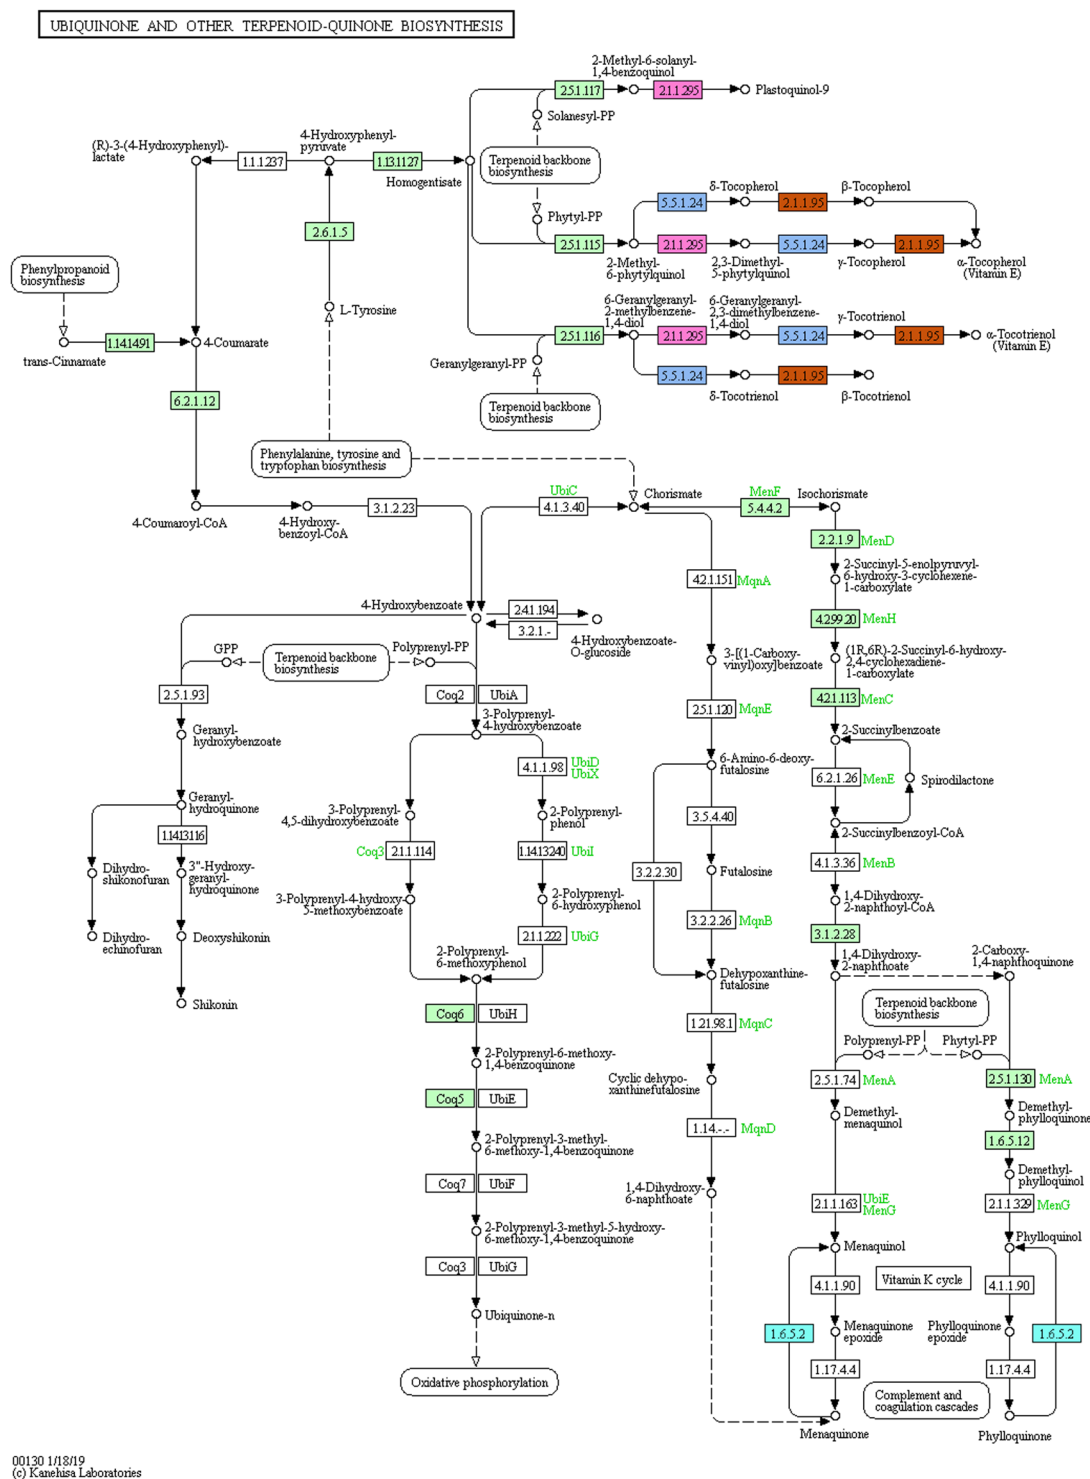 UBIQUINONE AND OTHER TERPENOID-QUINONE BIOSYNTHESIS
2-Methyl-6-solanyl-
1,4-benzoquinol
2.5.1.117
2.1.1.295
Plastoquinol-9
Solanesyl-PP
(R)-3-(4-Hydroxyphenyl)-
lactate
1.1.1.237
4-Hydroxyphenyl-
pyruvate
1.13.11.27
Homogentisate
Terpenoid backbone
biosynthesis
Phytyl-PP
2.6.1.5
2.5.1.115
2-Methyl-
6-phytylquinol
5.5.1.24
δ-Tocopherol
2.1.1.95
β-Tocopherol
2.1.1.295
2,3-Dimethyl-
5-phytylquinol
5.5.1.24
γ-Tocopherol
2.1.1.95
α-Tocopherol
(Vitamin E)
Phenylpropanoid
biosynthesis
L-Tyrosine
trans-Cinnamate
1.14.14.91
4-Coumarate
6-Geranylgeranyl-
2-methylbenzene-
1,4-diol
6-Geranylgeranyl-
2,3-dimethylbenzene-
1,4-diol
γ-Tocotrienol
2.5.1.116
2.1.1.295
5.5.1.24
2.1.1.95
α-Tocotrienol
(Vitamin E)
Geranylgeranyl-PP
5.5.1.24
δ-Tocotrienol
2.1.1.95
β-Tocotrienol
Terpenoid backbone
biosynthesis
6.2.1.12
Phenylalanine, tyrosine and
tryptophan biosynthesis
4-Coumaroyl-CoA
4-Hydroxy-
benzoyl-CoA
3.1.2.23
UbiC
4.1.3.40
Chorismate
MenF
5.4.4.2
Isochorismate
2.2.1.9
MenD
2-Succinyl-5-enolpyruvyl-
6-hydroxy-3-cyclohexene-
1-carboxylate
4.2.1.151
MqnA
4-Hydroxybenzoate
2.4.1.194
3.2.1.-
4-Hydroxybenzoate-
O-glucoside
4.2.99.20
MenH
GPP
Terpenoid backbone
biosynthesis
Polyprenyl-PP
3-[(1-Carboxy-
vinyl)oxy]benzoate
(1R,6R)-2-Succinyl-6-hydroxy-
2,4-cyclohexadiene-
1-carboxylate
2.5.1.93
Coq2
UbiA
2.5.1.120
MqnE
4.2.1.113
MenC
Geranyl-
hydroxybenzoate
3-Polyprenyl-
4-hydroxybenzoate
2-Succinylbenzoate
4.1.1.98
UbiD
UbiX
6-Amino-6-deoxy-
futalosine
6.2.1.26
MenE
Spirodilactone
Geranyl-
hydroquinone
3-Polyprenyl-
4,5-dihydroxybenzoate
2-Polyprenyl-
phenol
3.5.4.40
2-Succinylbenzoyl-CoA
1.14.13.116
Coq3
2.1.1.114
1.14.13.240
UbiI
4.1.3.36
MenB
Dihydro-
shikonofuran
3"-Hydroxy-
geranyl-
hydroquinone
3.2.2.30
Futalosine
3-Polyprenyl-4-hydroxy-
5-methoxybenzoate
2-Polyprenyl-
6-hydroxyphenol
1,4-Dihydroxy-
2-naphthoyl-CoA
Dihydro-
echinofuran
Deoxyshikonin
2.1.1.222
UbiG
3.2.2.26
MqnB
3.1.2.28
2-Polyprenyl-
6-methoxyphenol
Dehypoxanthine-
futalosine
1,4-Dihydroxy-
2-naphthoate
2-Carboxy-
1,4-naphthoquinone
Shikonin
Coq6
UbiH
1.21.98.1
MqnC
Terpenoid backbone
biosynthesis
Polyprenyl-PP
Phytyl-PP
2-Polyprenyl-6-methoxy-
1,4-benzoquinone
Cyclic dehypo-
xanthinefutalosine
2.5.1.74
MenA
2.5.1.130
MenA
Coq5
UbiE
Demethyl-
menaquinol
Demethyl-
phylloquinone
1.14.-.-
MqnD
1.6.5.12
2-Polyprenyl-3-methyl-
6-methoxy-1,4-benzoquinone
Demethyl-
phylloquinol
Coq7
UbiF
1,4-Dihydroxy-
6-naphthoate
2.1.1.163
UbiE
MenG
2.1.1.329
MenG
2-Polyprenyl-3-methyl-5-hydroxy-
6-methoxy-1,4-benzoquinone
Menaquinol
Phylloquinol
Coq3
UbiG
4.1.1.90
Vitamin K cycle
4.1.1.90
Ubiquinone-n
1.6.5.2
Menaquinone
epoxide
Phylloquinone
epoxide
1.6.5.2
Oxidative phosphorylation
1.17.4.4
1.17.4.4
Complement and
coagulation cascades
Menaquinone
Phylloquinone
00130 1/18/19
(c) Kanehisa Laboratories